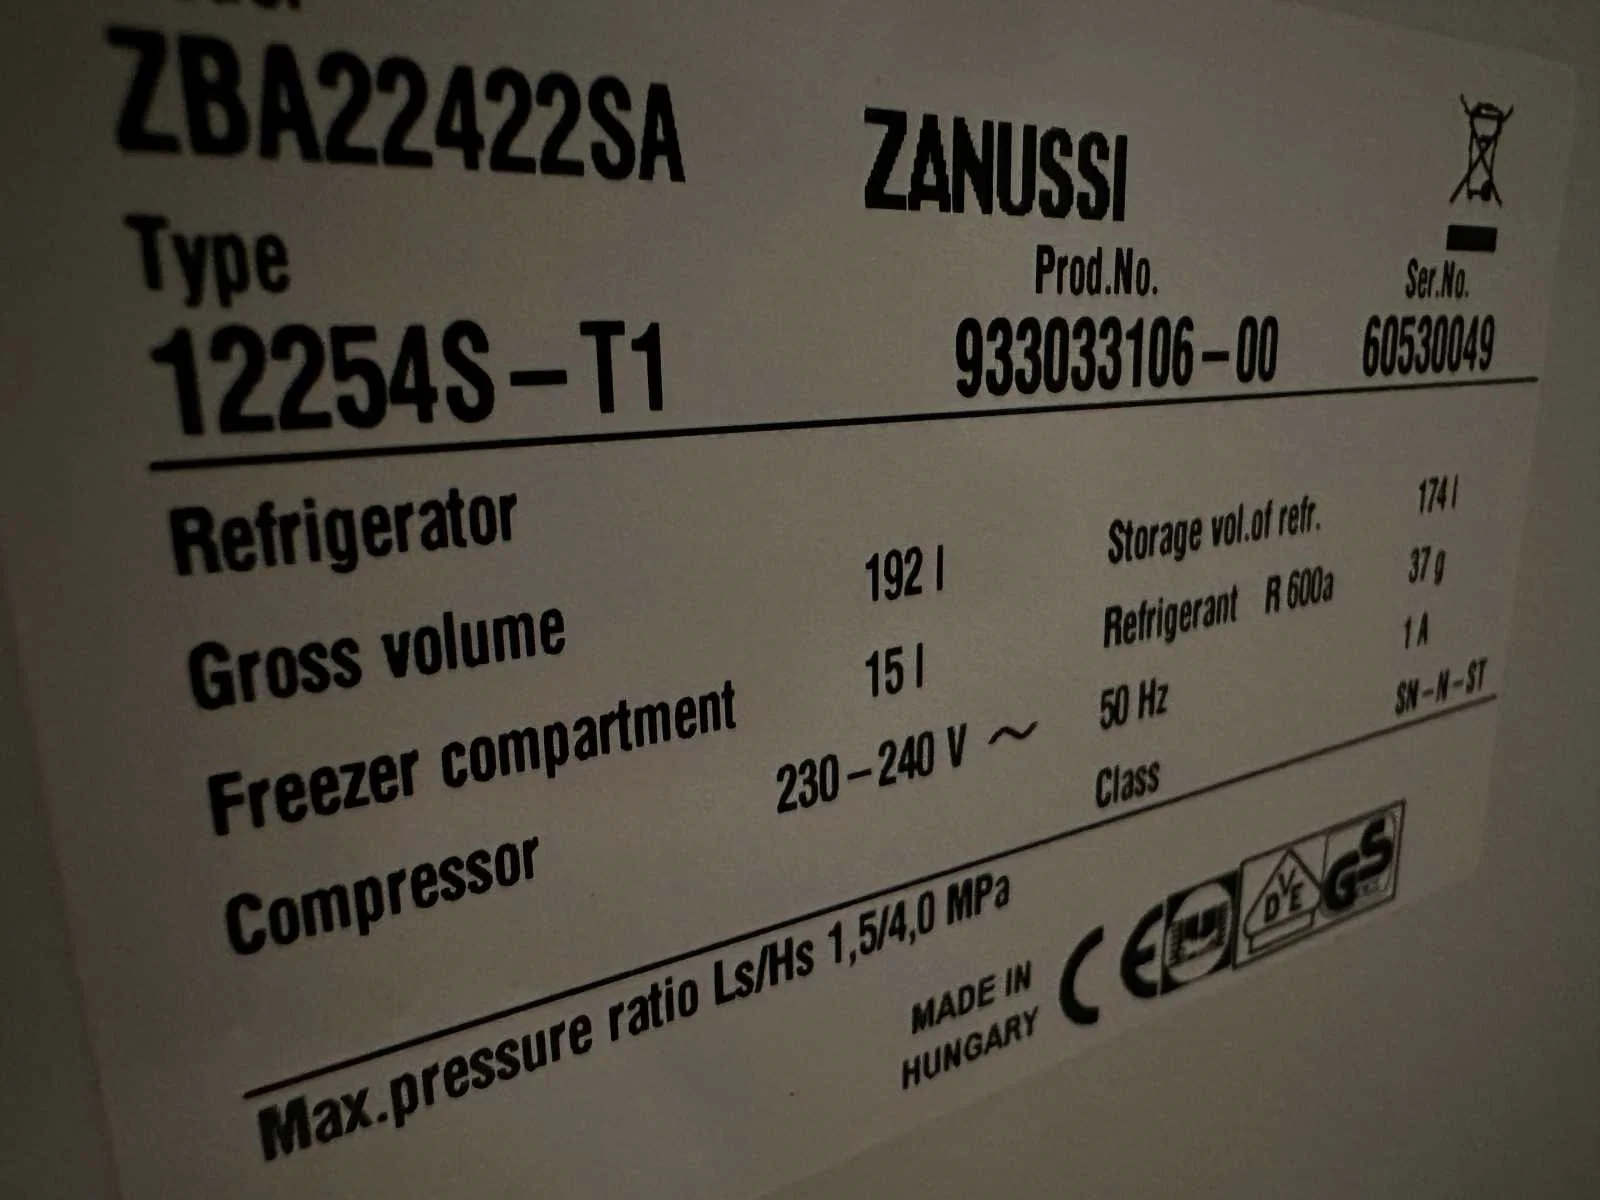 ZBA22422SA
ZANUSSI
Type
Prod.No.
Ser.No.
12254S-T1
933033106-00
60530049
Refrigerator
Gross volume
192 l
Storage vol.of refr.
174 l
Freezer compartment
15 l
Refrigerant R 600a
37 g
Compressor
230-240 V ~
50 Hz
1 A
Class
SN-N-ST
Max.pressure ratio Ls/Hs 1,5/4,0 MPa
MADE IN
HUNGARY
CE
DVE
GS